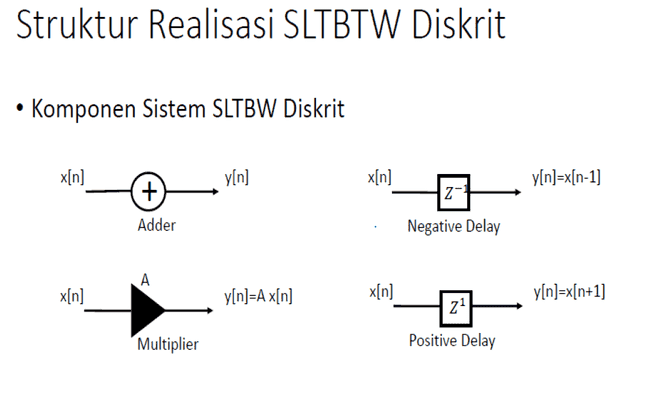 Struktur Realisasi SLTBTW Diskrit
• Komponen Sistem SLTBW Diskrit
x[n] + y[n]
Adder
x[n] z⁻¹ y[n]=x[n-1]
Negative Delay
A
x[n] y[n]=A x[n]
Multiplier
x[n] z¹ y[n]=x[n+1]
Positive Delay